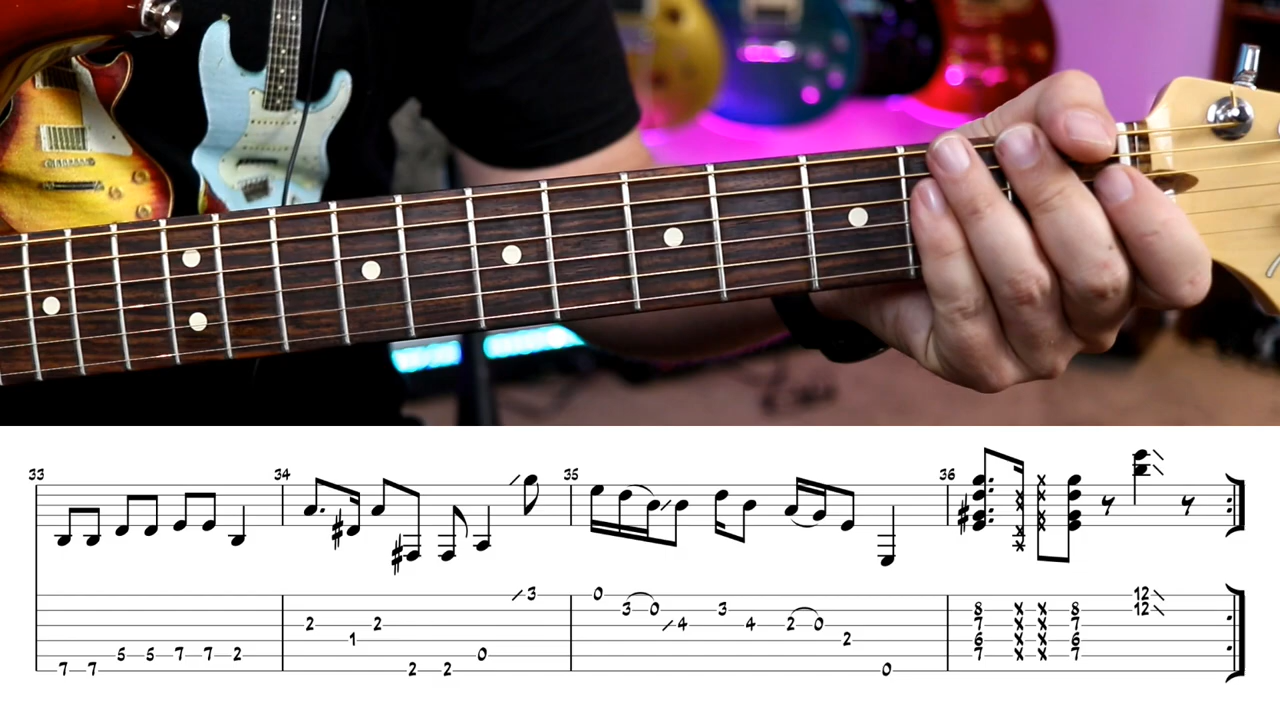 33 34 35 36
3 0 12 12
3 0 3 8 x x 8
2 2 4 4 2 0 7 x x 7
1 2 6 x x 6
5 5 7 7 2 0 7 x x 7
7 7 2 2 0